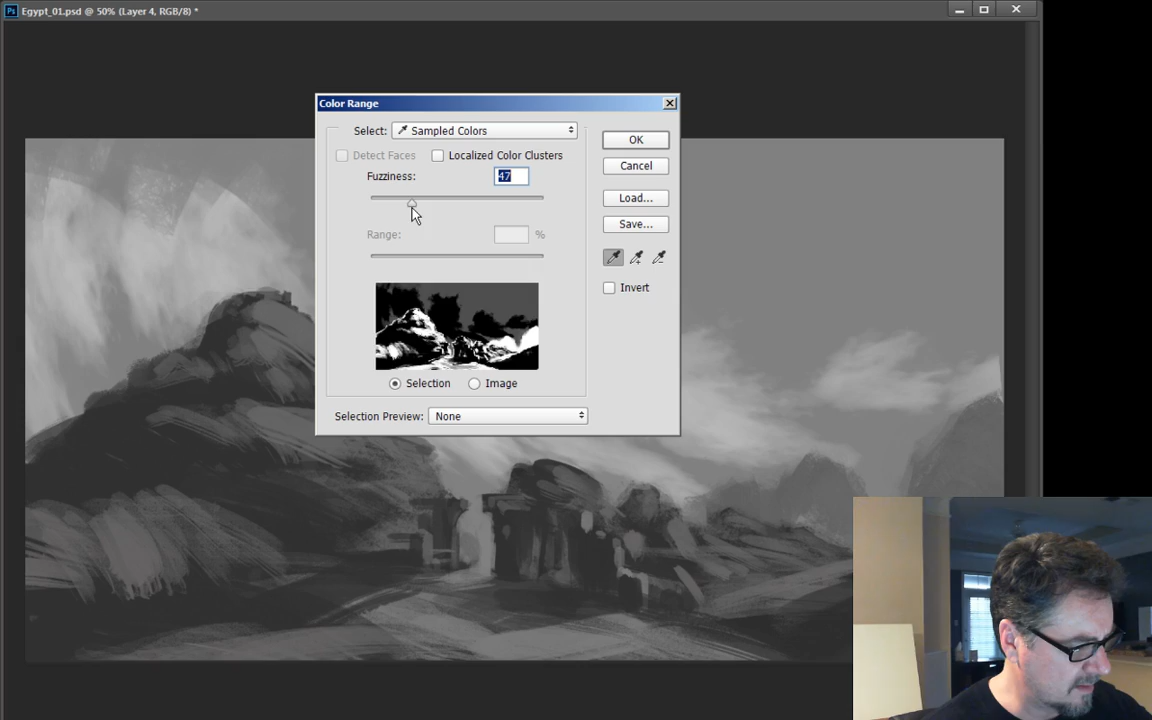 Ps Egypt_01.psd @ 50% (Layer 4, RGB/8) *
Color Range
Select: Sampled Colors
OK
Detect Faces Localized Color Clusters
Cancel
Fuzziness: 47
Load...
Save...
Range: %
Invert
Selection Image
Selection Preview: None